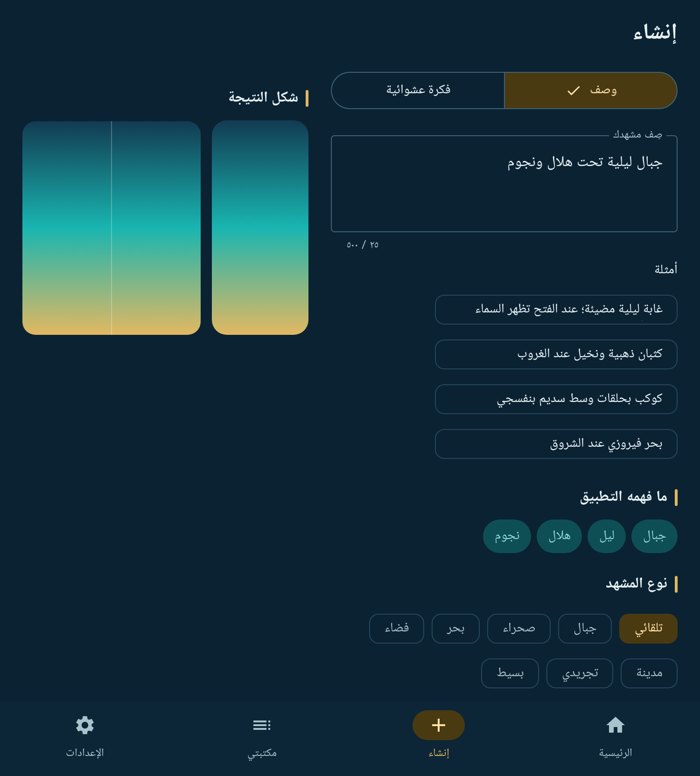 إنشاء
وصف
فكرة عشوائية
صف مشهدك
جبال ليلية تحت هلال ونجوم
٢٥ / ٥٠٠
أمثلة
غابة ليلية مضيئة؛ عند الفتح تظهر السماء
كثبان ذهبية ونخيل عند الغروب
كوكب بحلقات وسط سديم بنفسجي
بحر فيروزي عند الشروق
ما فهمه التطبيق
جبال
ليل
هلال
نجوم
نوع المشهد
تلقائي
جبال
صحراء
بحر
فضاء
مدينة
تجريدي
بسيط
شكل النتيجة
الرئيسية
إنشاء
مكتبتي
الإعدادات